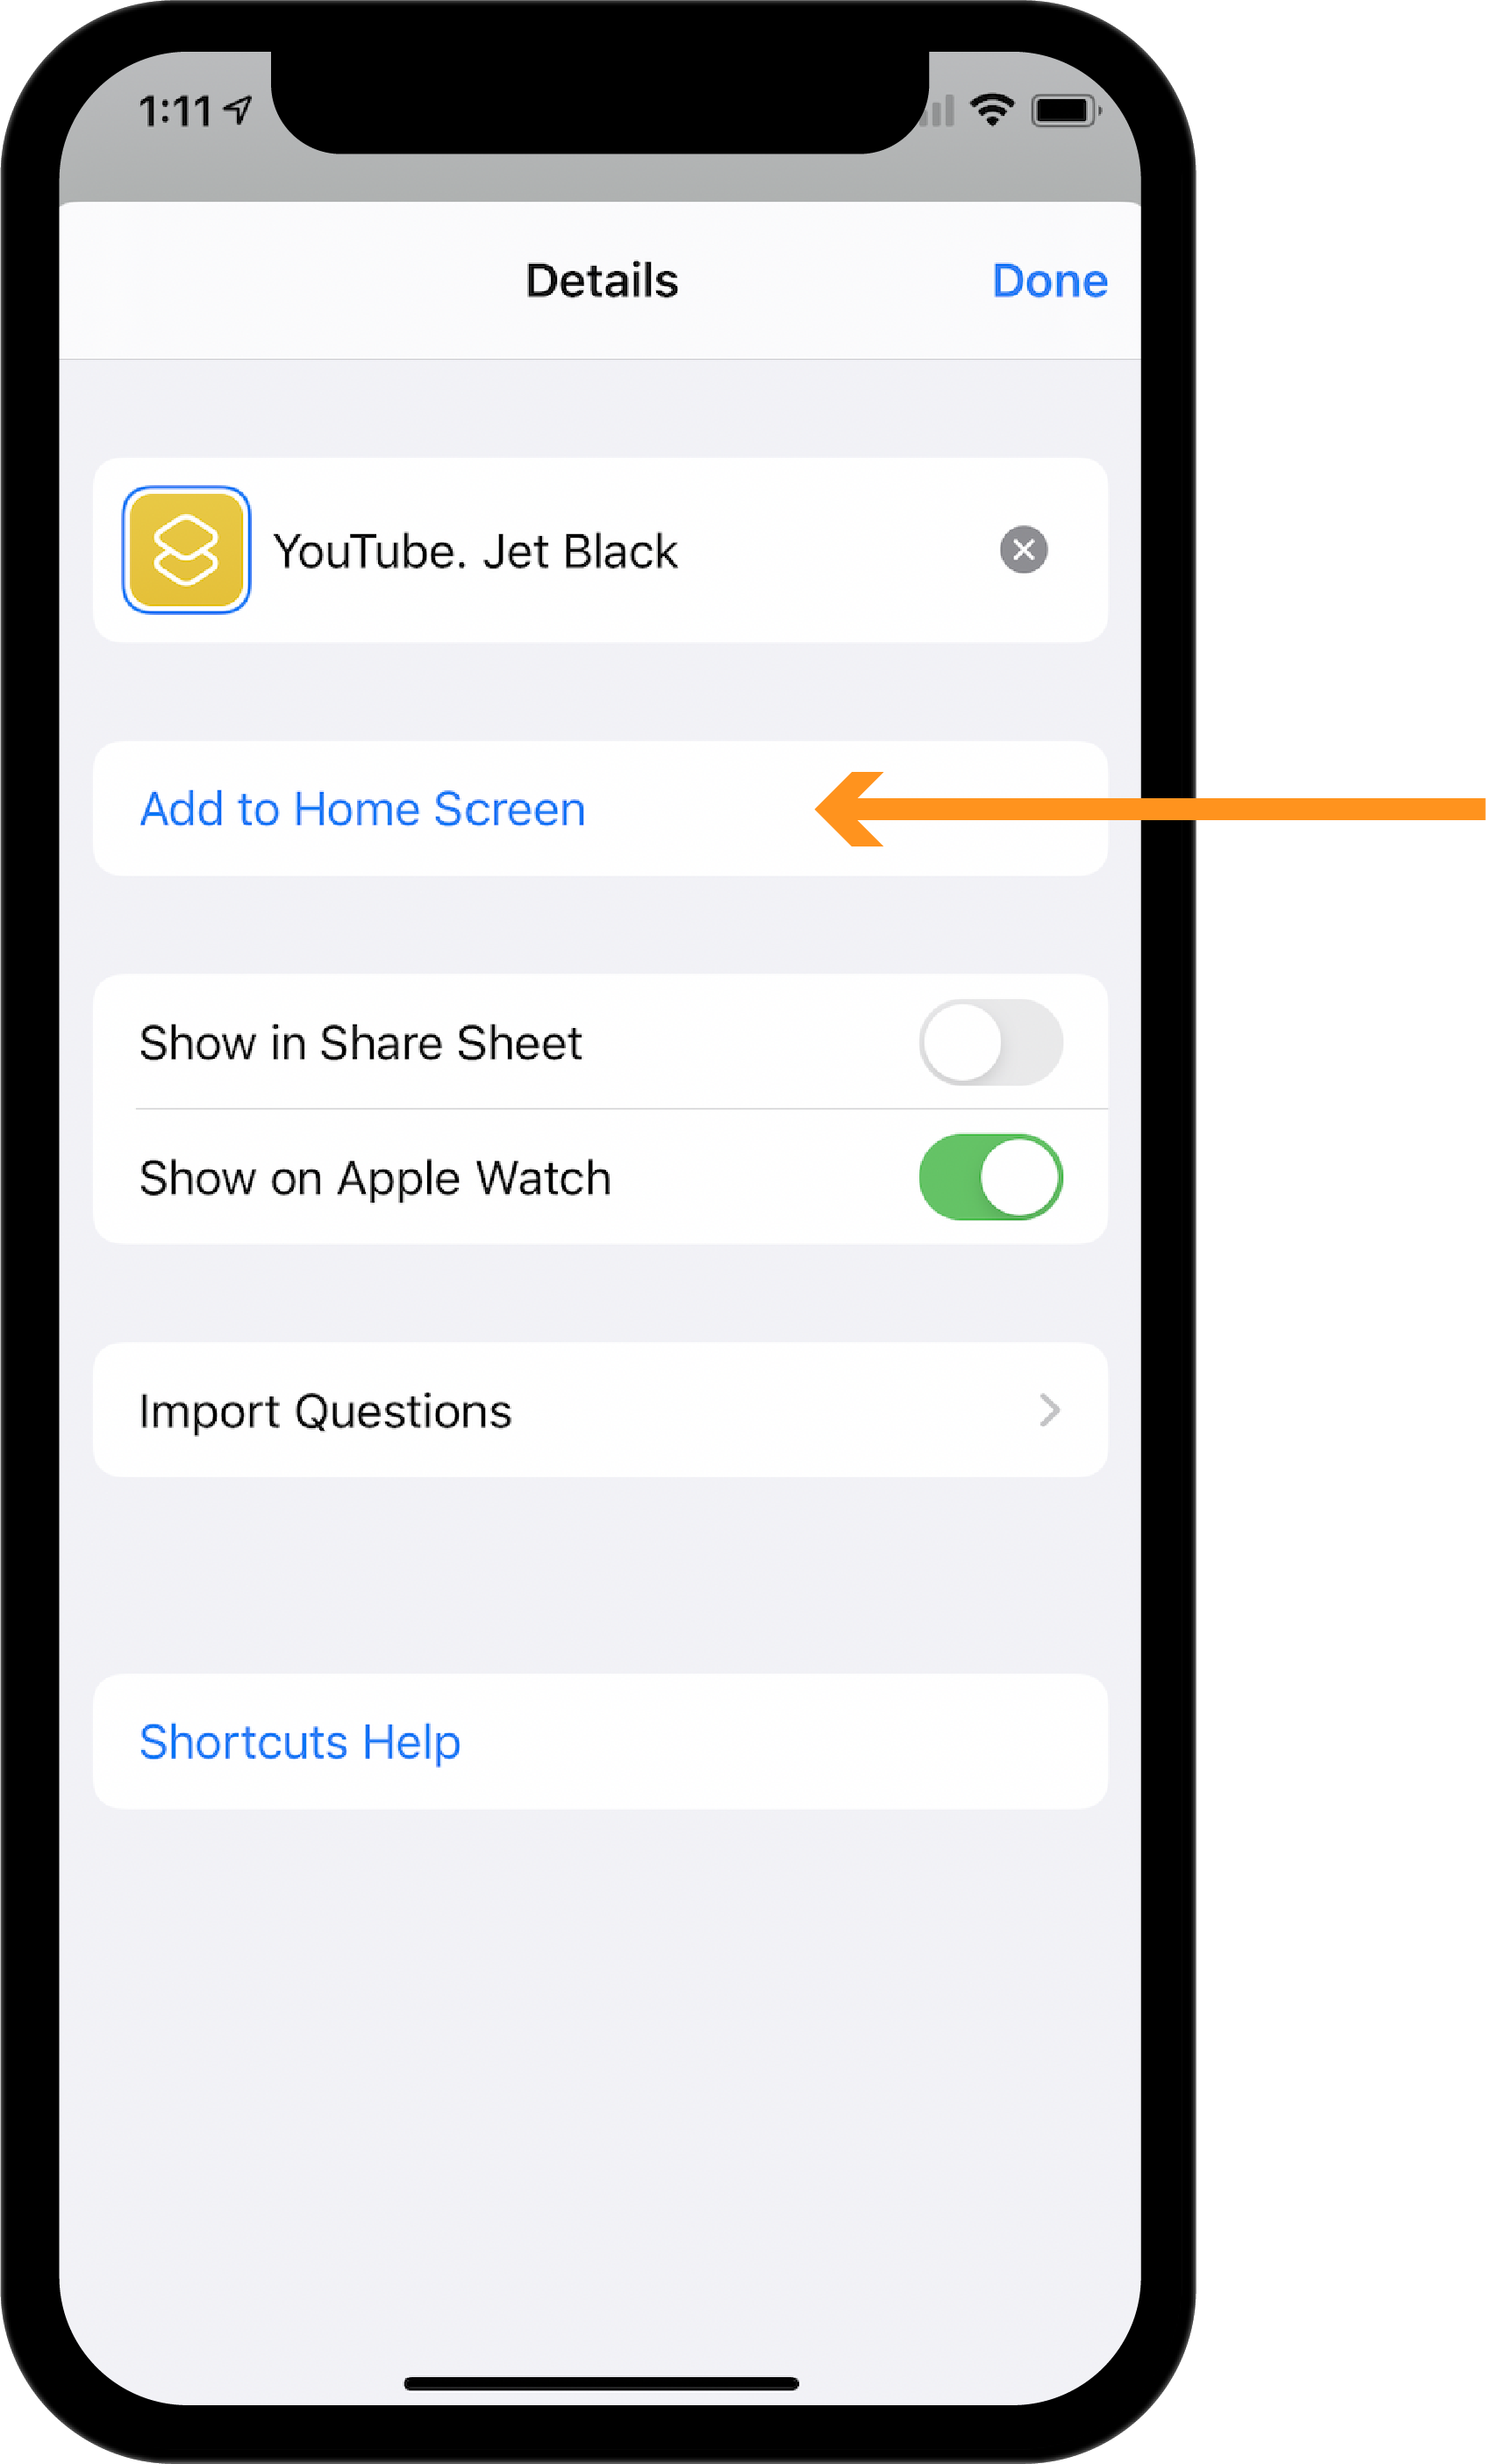 1:11
Details
Done
YouTube. Jet Black
Add to Home Screen
Show in Share Sheet
Show on Apple Watch
Import Questions
Shortcuts Help